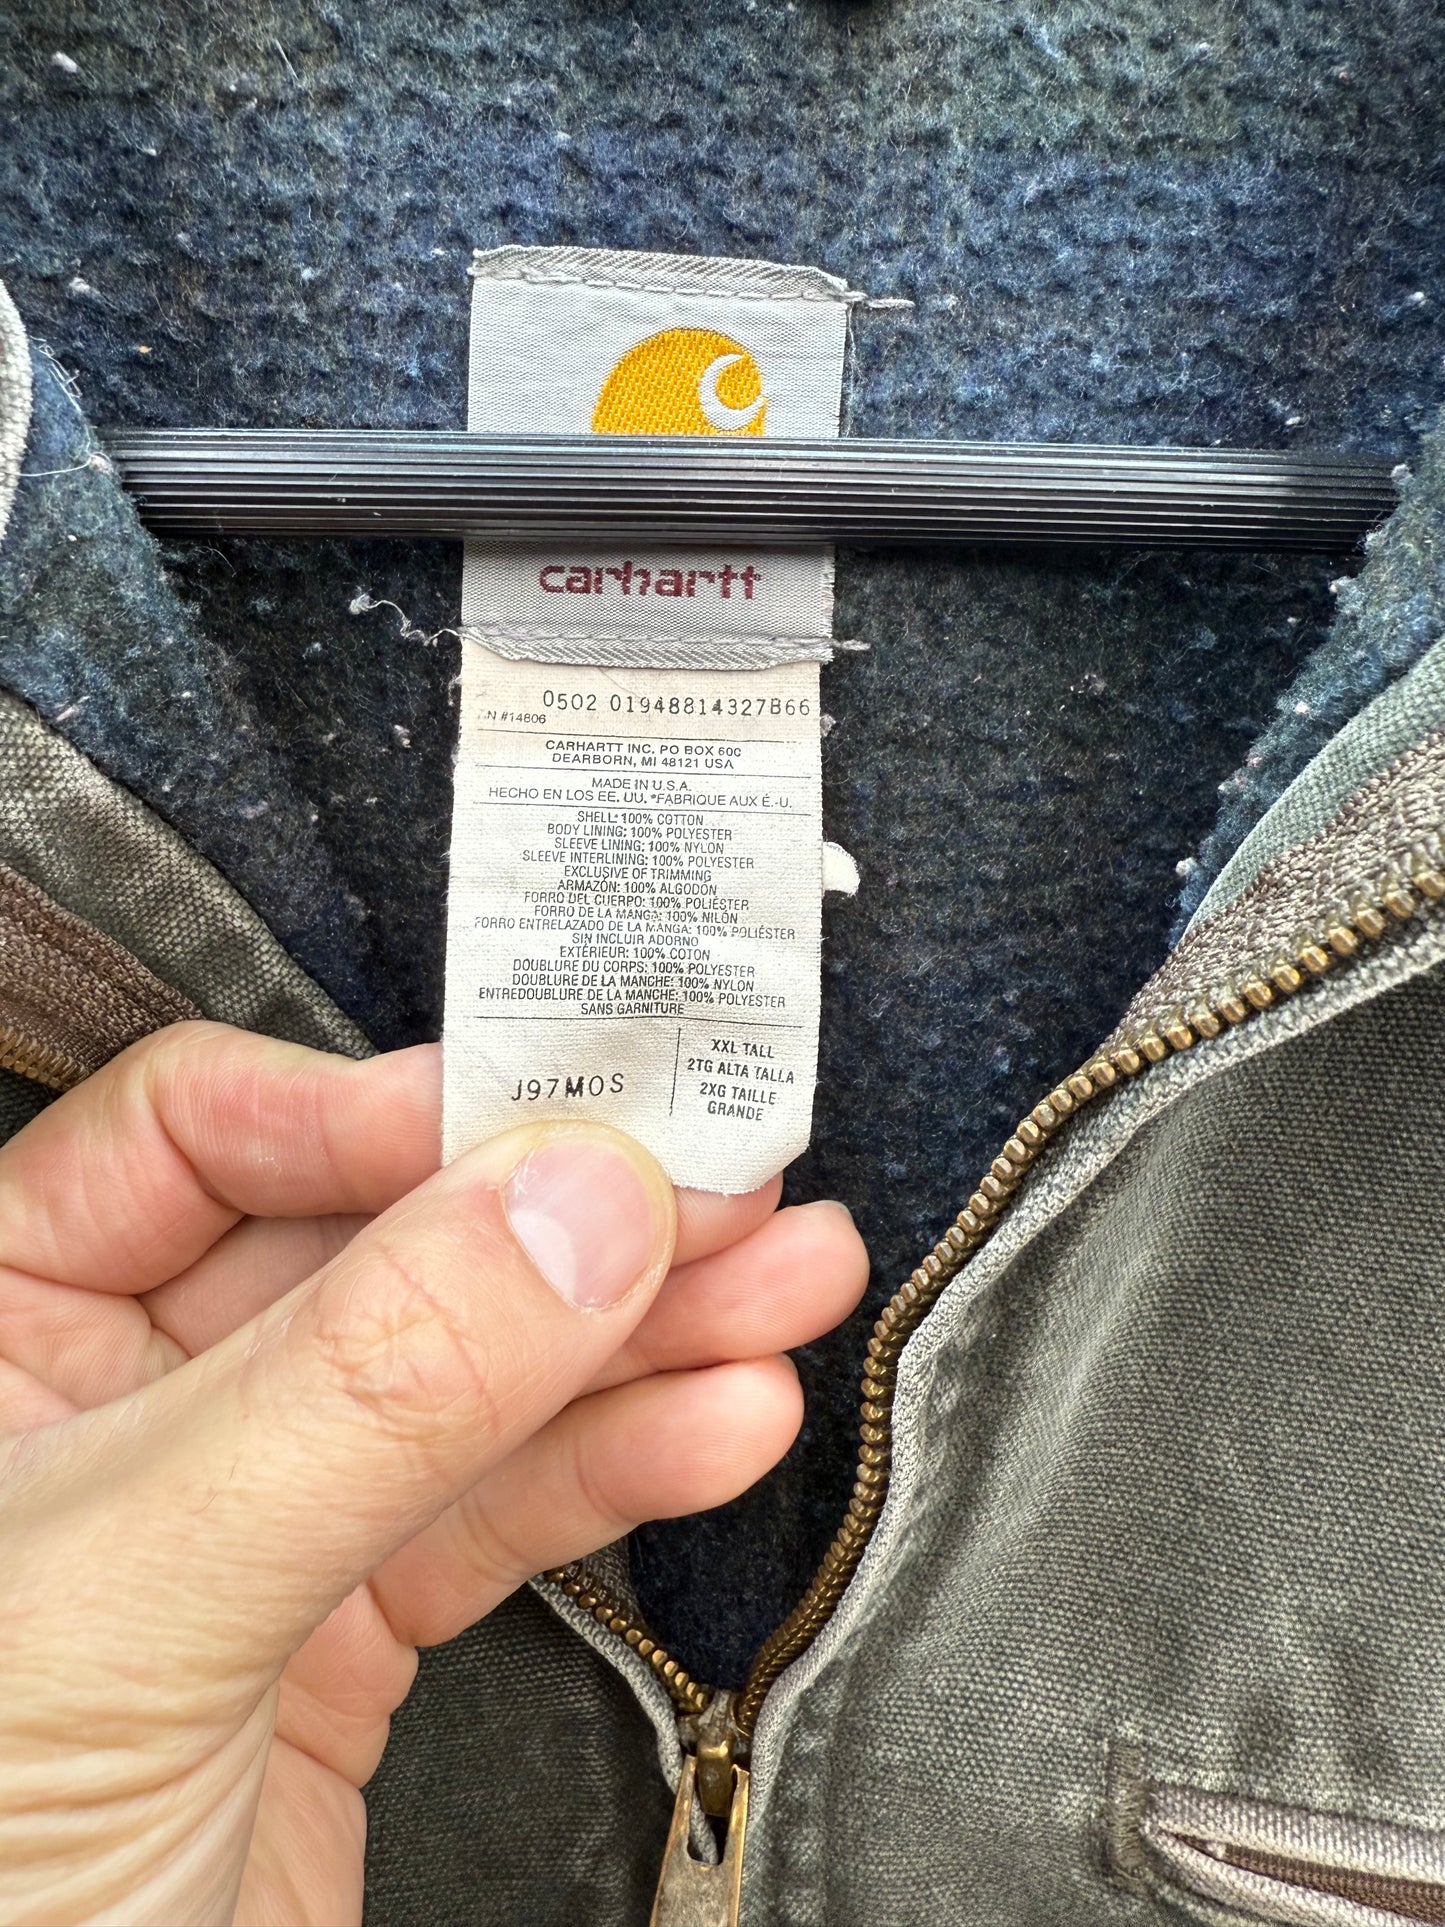 carhartt
0502 01948814327B66
N #14806
CARHARTT INC. PO BOX 600
DEARBORN, MI 48121 USA
MADE IN U.S.A.
HECHO EN LOS EE. UU. *FABRIQUE AUX É.-U.
SHELL: 100% COTTON
BODY LINING: 100% POLYESTER
SLEEVE LINING: 100% NYLON
SLEEVE INTERLINING: 100% POLYESTER
EXCLUSIVE OF TRIMMING
ARMAZÓN: 100% ALGODÓN
FORRO DEL CUERPO: 100% POLIÉSTER
FORRO DE LA MANGA: 100% NILÓN
FORRO ENTRELAZADO DE LA MANGA: 100% POLIÉSTER
SIN INCLUIR ADORNO
EXTÉRIEUR: 100% COTON
DOUBLURE DU CORPS: 100% POLYESTER
DOUBLURE DE LA MANCHE: 100% NYLON
ENTREDOUBLURE DE LA MANCHE: 100% POLYESTER
SANS GARNITURE
J97MOS
XXL TALL
2TG ALTA TALLA
2XG TAILLE
GRANDE